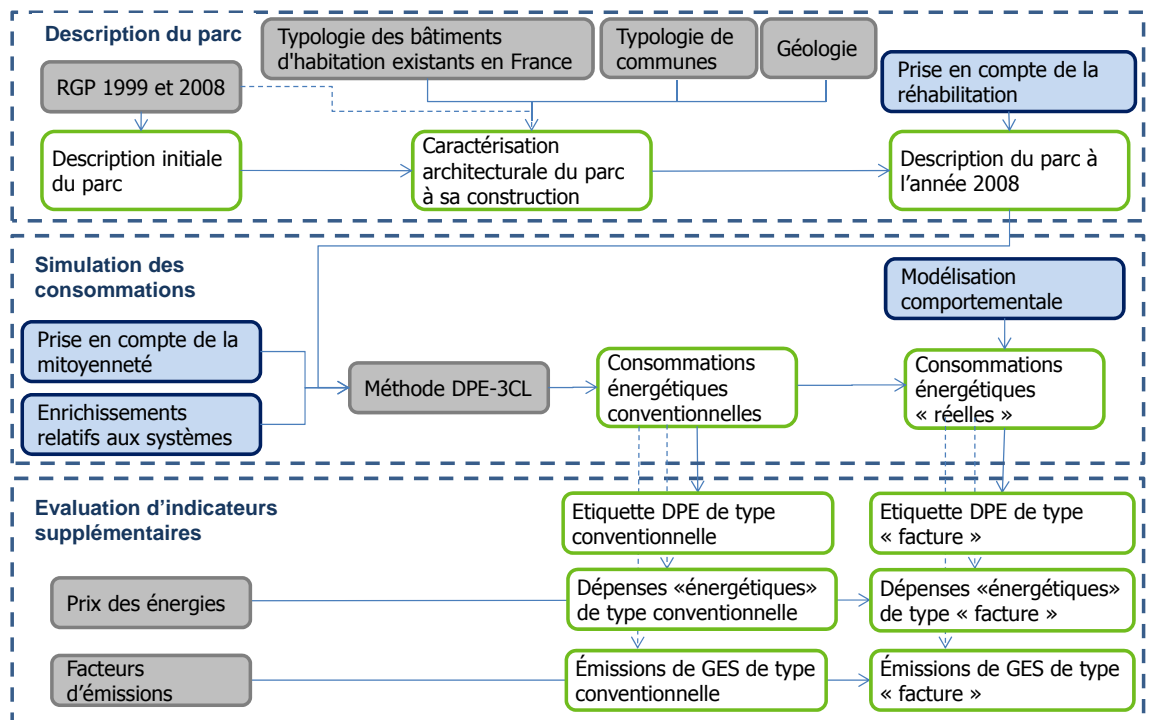 Description du parc
Typologie des bâtiments
d'habitation existants en France
Typologie de
communes
Géologie
RGP 1999 et 2008
Prise en compte de la
réhabilitation
Description initiale
du parc
Caractérisation
architecturale du parc
à sa construction
Description du parc à
l’année 2008
Simulation des
consommations
Modélisation
comportementale
Prise en compte de la
mitoyenneté
Enrichissements
relatifs aux systèmes
Méthode DPE-3CL
Consommations
énergétiques
conventionnelles
Consommations
énergétiques
« réelles »
Evaluation d’indicateurs
supplémentaires
Etiquette DPE de type
conventionnelle
Etiquette DPE de type
« facture »
Prix des énergies
Dépenses «énergétiques»
de type conventionnelle
Dépenses «énergétiques»
de type « facture »
Facteurs
d’émissions
Émissions de GES de type
conventionnelle
Émissions de GES de type
« facture »